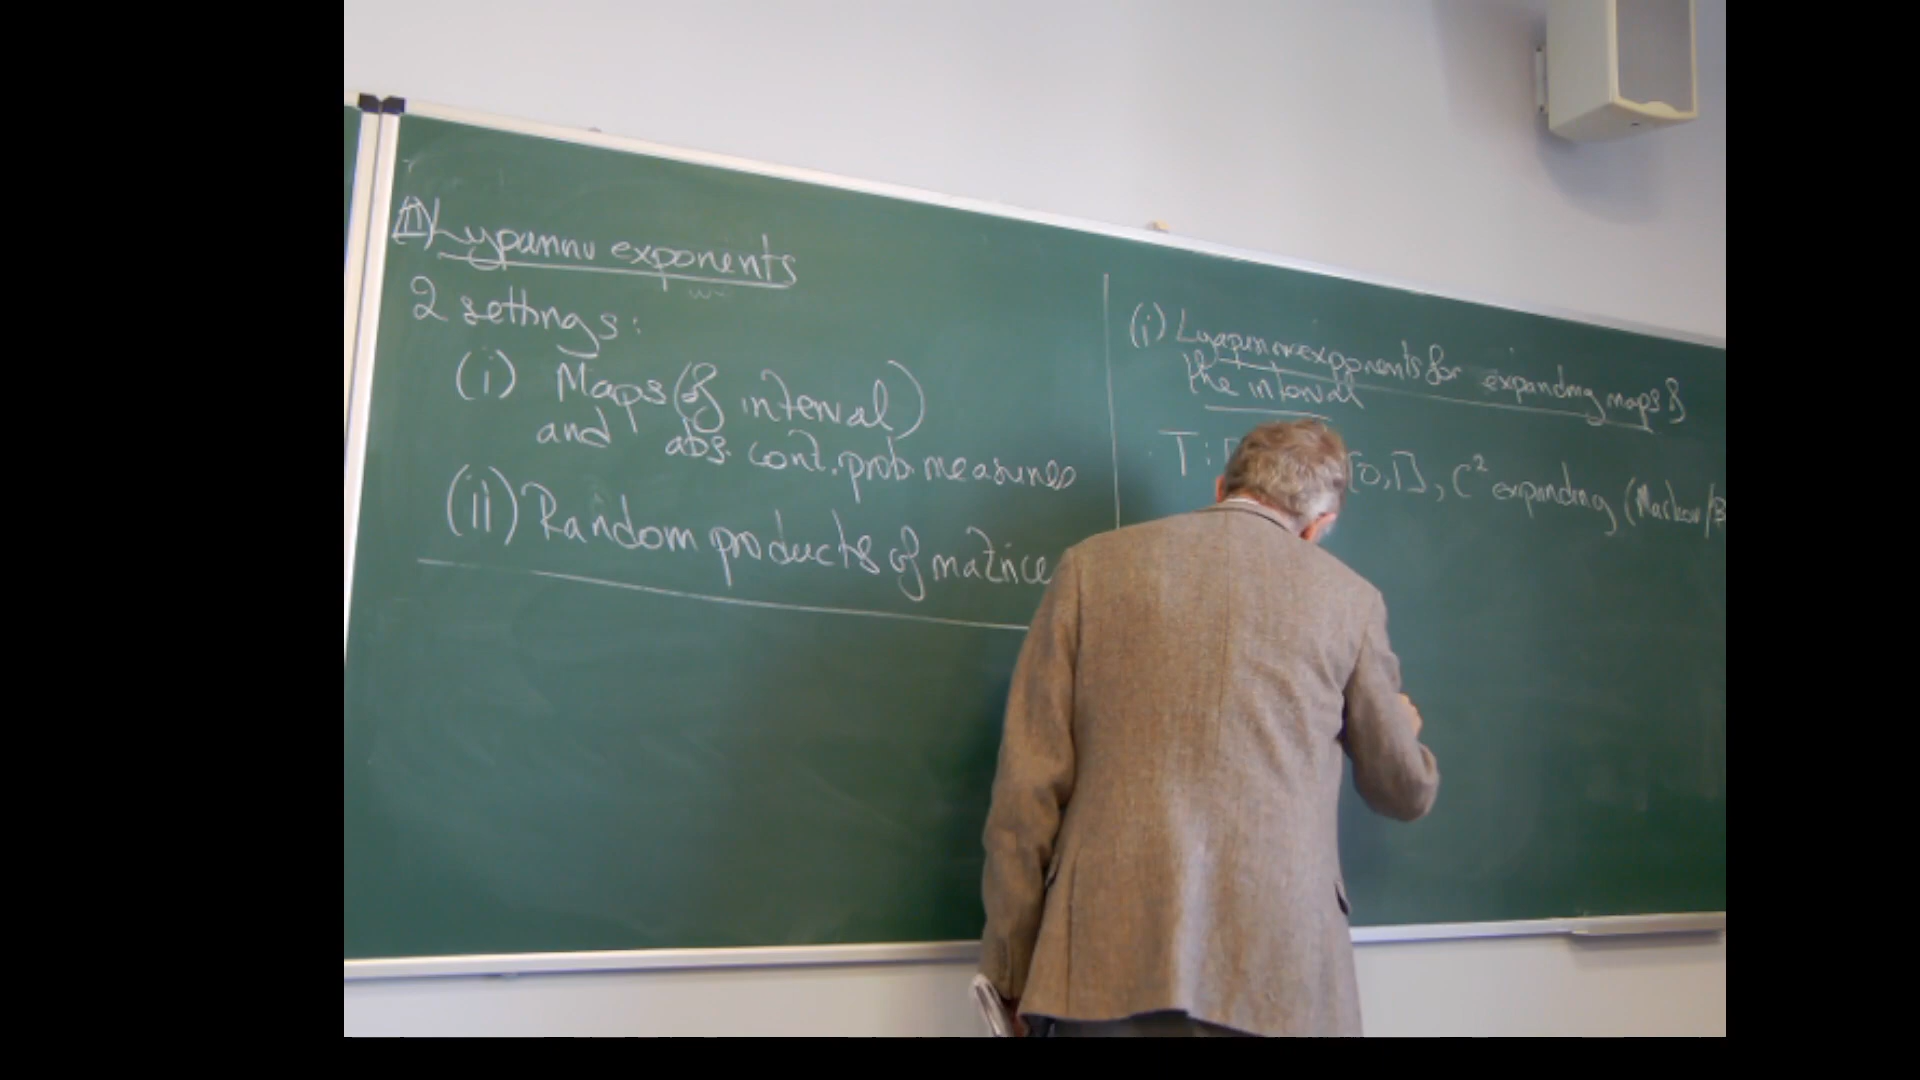 Lyapunov exponents
2 settings:
(i) Maps (of interval)
and abs. cont. prob. measures
(ii) Random products of matrice
(i) Lyapunov exponents for expanding maps of
the interval
T: [0,1], C² expanding (Markov/B